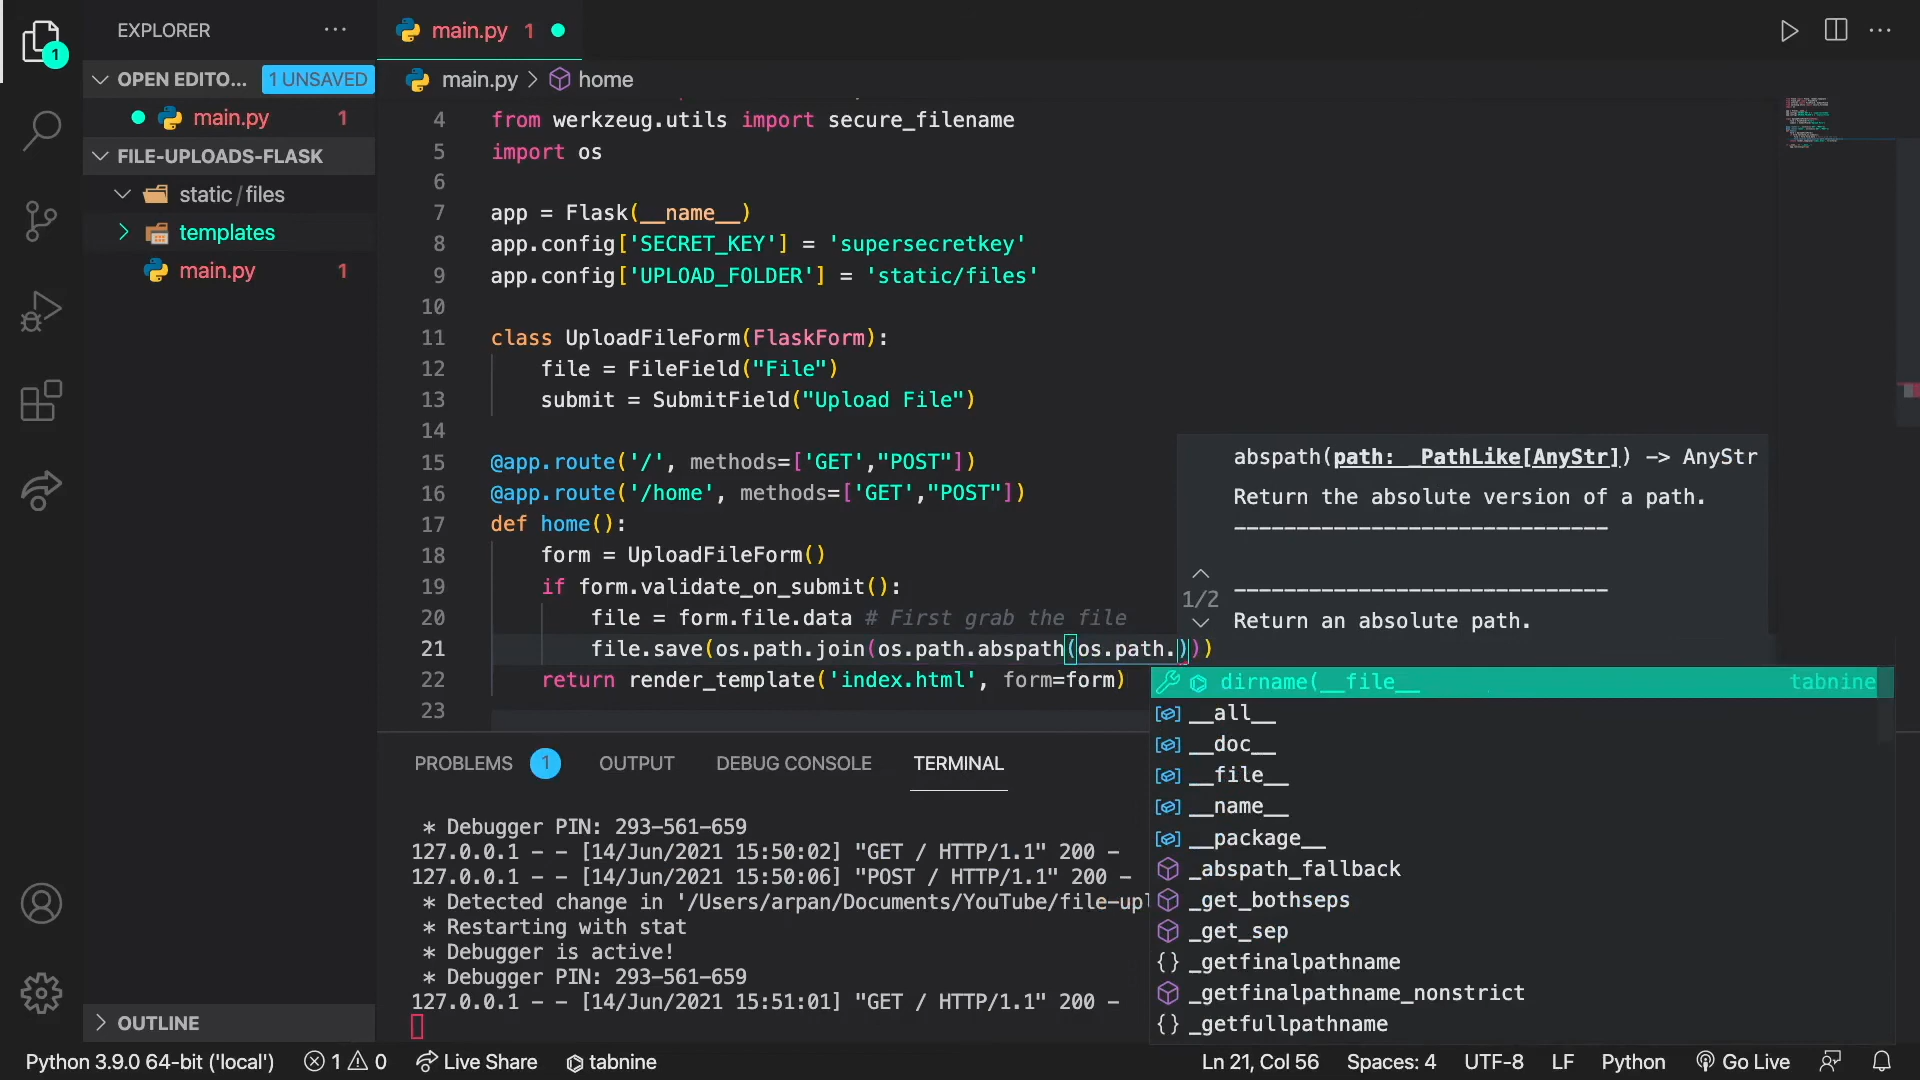 EXPLORER
OPEN EDITO... 1 UNSAVED
main.py 1
FILE-UPLOADS-FLASK
static/files
templates
main.py 1
OUTLINE
1
main.py 1
main.py > home
4 from werkzeug.utils import secure_filename
5 import os
6
7 app = Flask(__name__)
8 app.config['SECRET_KEY'] = 'supersecretkey'
9 app.config['UPLOAD_FOLDER'] = 'static/files'
10
11 class UploadFileForm(FlaskForm):
12 file = FileField("File")
13 submit = SubmitField("Upload File")
14
15 @app.route('/', methods=['GET',"POST"])
16 @app.route('/home', methods=['GET',"POST"])
17 def home():
18 form = UploadFileForm()
19 if form.validate_on_submit():
20 file = form.file.data # First grab the file
21 file.save(os.path.join(os.path.abspath(os.path.)))
22 return render_template('index.html', form=form)
23
abspath(path: _PathLike[AnyStr]) -> AnyStr
Return the absolute version of a path.
------------------------------
1/2
------------------------------
Return an absolute path.
dirname(__file__ tabnine
__all__
__doc__
__file__
__name__
__package__
_abspath_fallback
_get_bothseps
_get_sep
_getfinalpathname
_getfinalpathname_nonstrict
_getfullpathname
PROBLEMS 1 OUTPUT DEBUG CONSOLE TERMINAL
* Debugger PIN: 293-561-659
127.0.0.1 - - [14/Jun/2021 15:50:02] "GET / HTTP/1.1" 200 -
127.0.0.1 - - [14/Jun/2021 15:50:06] "POST / HTTP/1.1" 200 -
* Detected change in '/Users/arpan/Documents/YouTube/file-upl
* Restarting with stat
* Debugger is active!
* Debugger PIN: 293-561-659
127.0.0.1 - - [14/Jun/2021 15:51:01] "GET / HTTP/1.1" 200 -
Python 3.9.0 64-bit ('local') 1 0 Live Share tabnine Ln 21, Col 56 Spaces: 4 UTF-8 LF Python Go Live